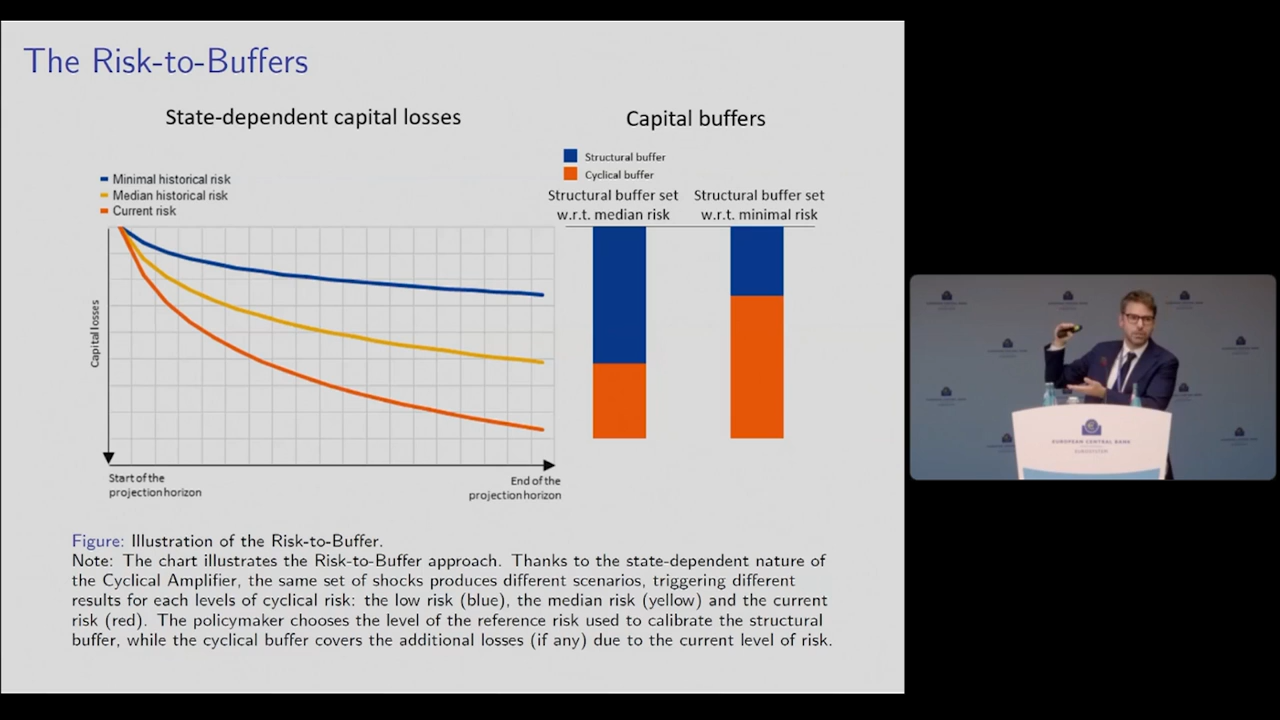 The Risk-to-Buffers
State-dependent capital losses
Minimal historical risk
Median historical risk
Current risk
Capital losses
Start of the
projection horizon
End of the
projection horizon
Capital buffers
Structural buffer
Cyclical buffer
Structural buffer set
w.r.t. median risk
Structural buffer set
w.r.t. minimal risk
Figure: Illustration of the Risk-to-Buffer.
Note: The chart illustrates the Risk-to-Buffer approach. Thanks to the state-dependent nature of
the Cyclical Amplifier, the same set of shocks produces different scenarios, triggering different
results for each levels of cyclical risk: the low risk (blue), the median risk (yellow) and the current
risk (red). The policymaker chooses the level of the reference risk used to calibrate the structural
buffer, while the cyclical buffer covers the additional losses (if any) due to the current level of risk.
EUROPEAN CENTRAL BANK
EUROSYSTEM